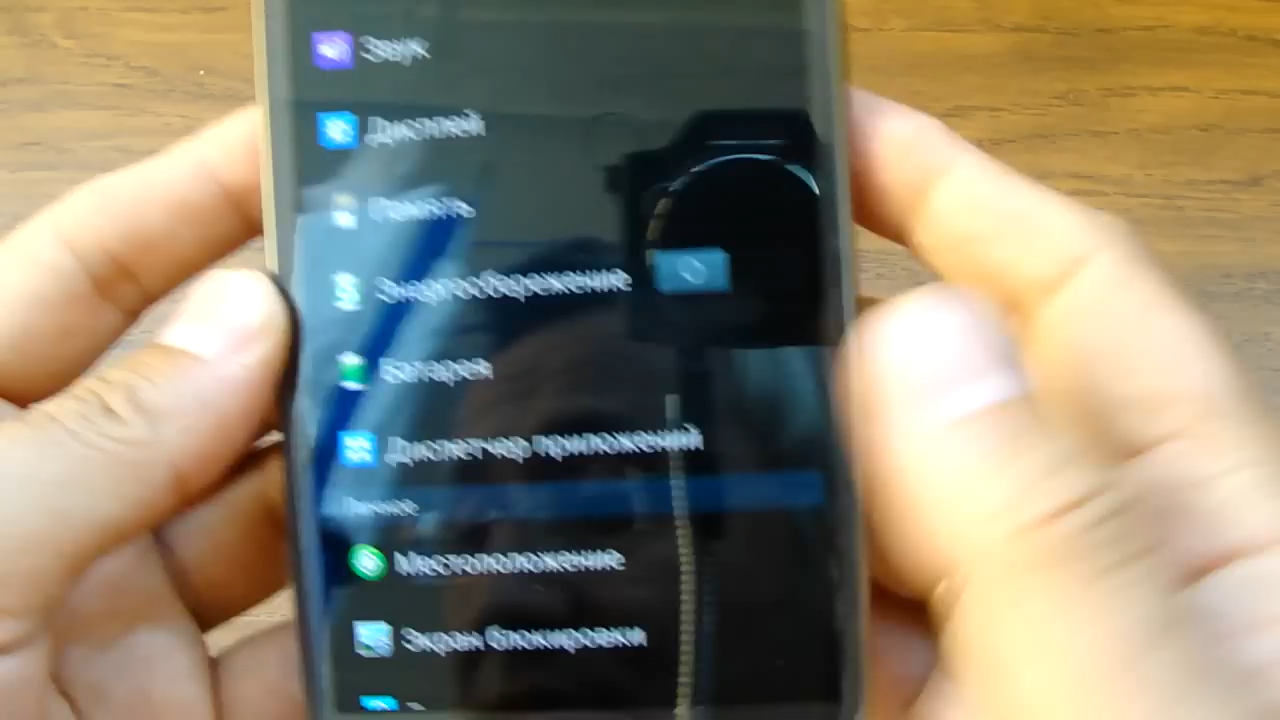 Звук
Дисплей
Память
Энергосбережение
Батарея
Диспетчер приложений
Личное
Местоположение
Экран блокировки